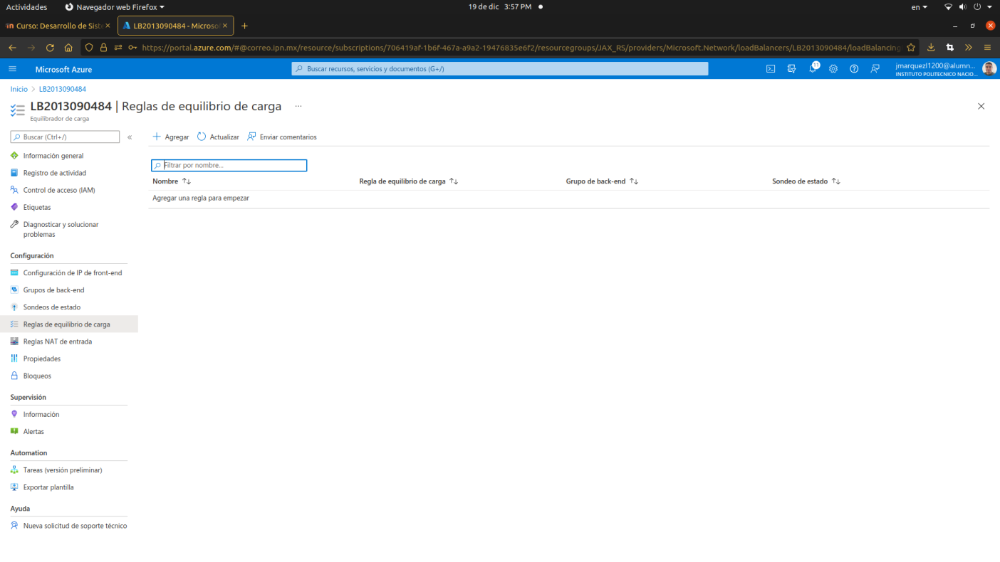 Actividades
Navegador web Firefox
19 de dic 3:57 PM
en
Curso: Desarrollo de Sist
LB2013090484 - Microso
https://portal.azure.com/#@correo.ipn.mx/resource/subscriptions/706419af-1b6f-467a-a9a2-19476835e6f2/resourcegroups/JAX_RS/providers/Microsoft.Network/loadBalancers/LB2013090484/loadBalancing
Microsoft Azure
Buscar recursos, servicios y documentos (G+/)
11
jmarquezl1200@alumn...
INSTITUTO POLITECNICO NACIO...
Inicio > LB2013090484
LB2013090484 | Reglas de equilibrio de carga ...
Equilibrador de carga
Buscar (Ctrl+/)
Agregar Actualizar Enviar comentarios
Información general
Registro de actividad
Control de acceso (IAM)
Etiquetas
Diagnosticar y solucionar
problemas
Configuración
Configuración de IP de front-end
Grupos de back-end
Sondeos de estado
Reglas de equilibrio de carga
Reglas NAT de entrada
Propiedades
Bloqueos
Supervisión
Información
Alertas
Automation
Tareas (versión preliminar)
Exportar plantilla
Ayuda
Nueva solicitud de soporte técnico
Filtrar por nombre...
Nombre Regla de equilibrio de carga Grupo de back-end Sondeo de estado
Agregar una regla para empezar